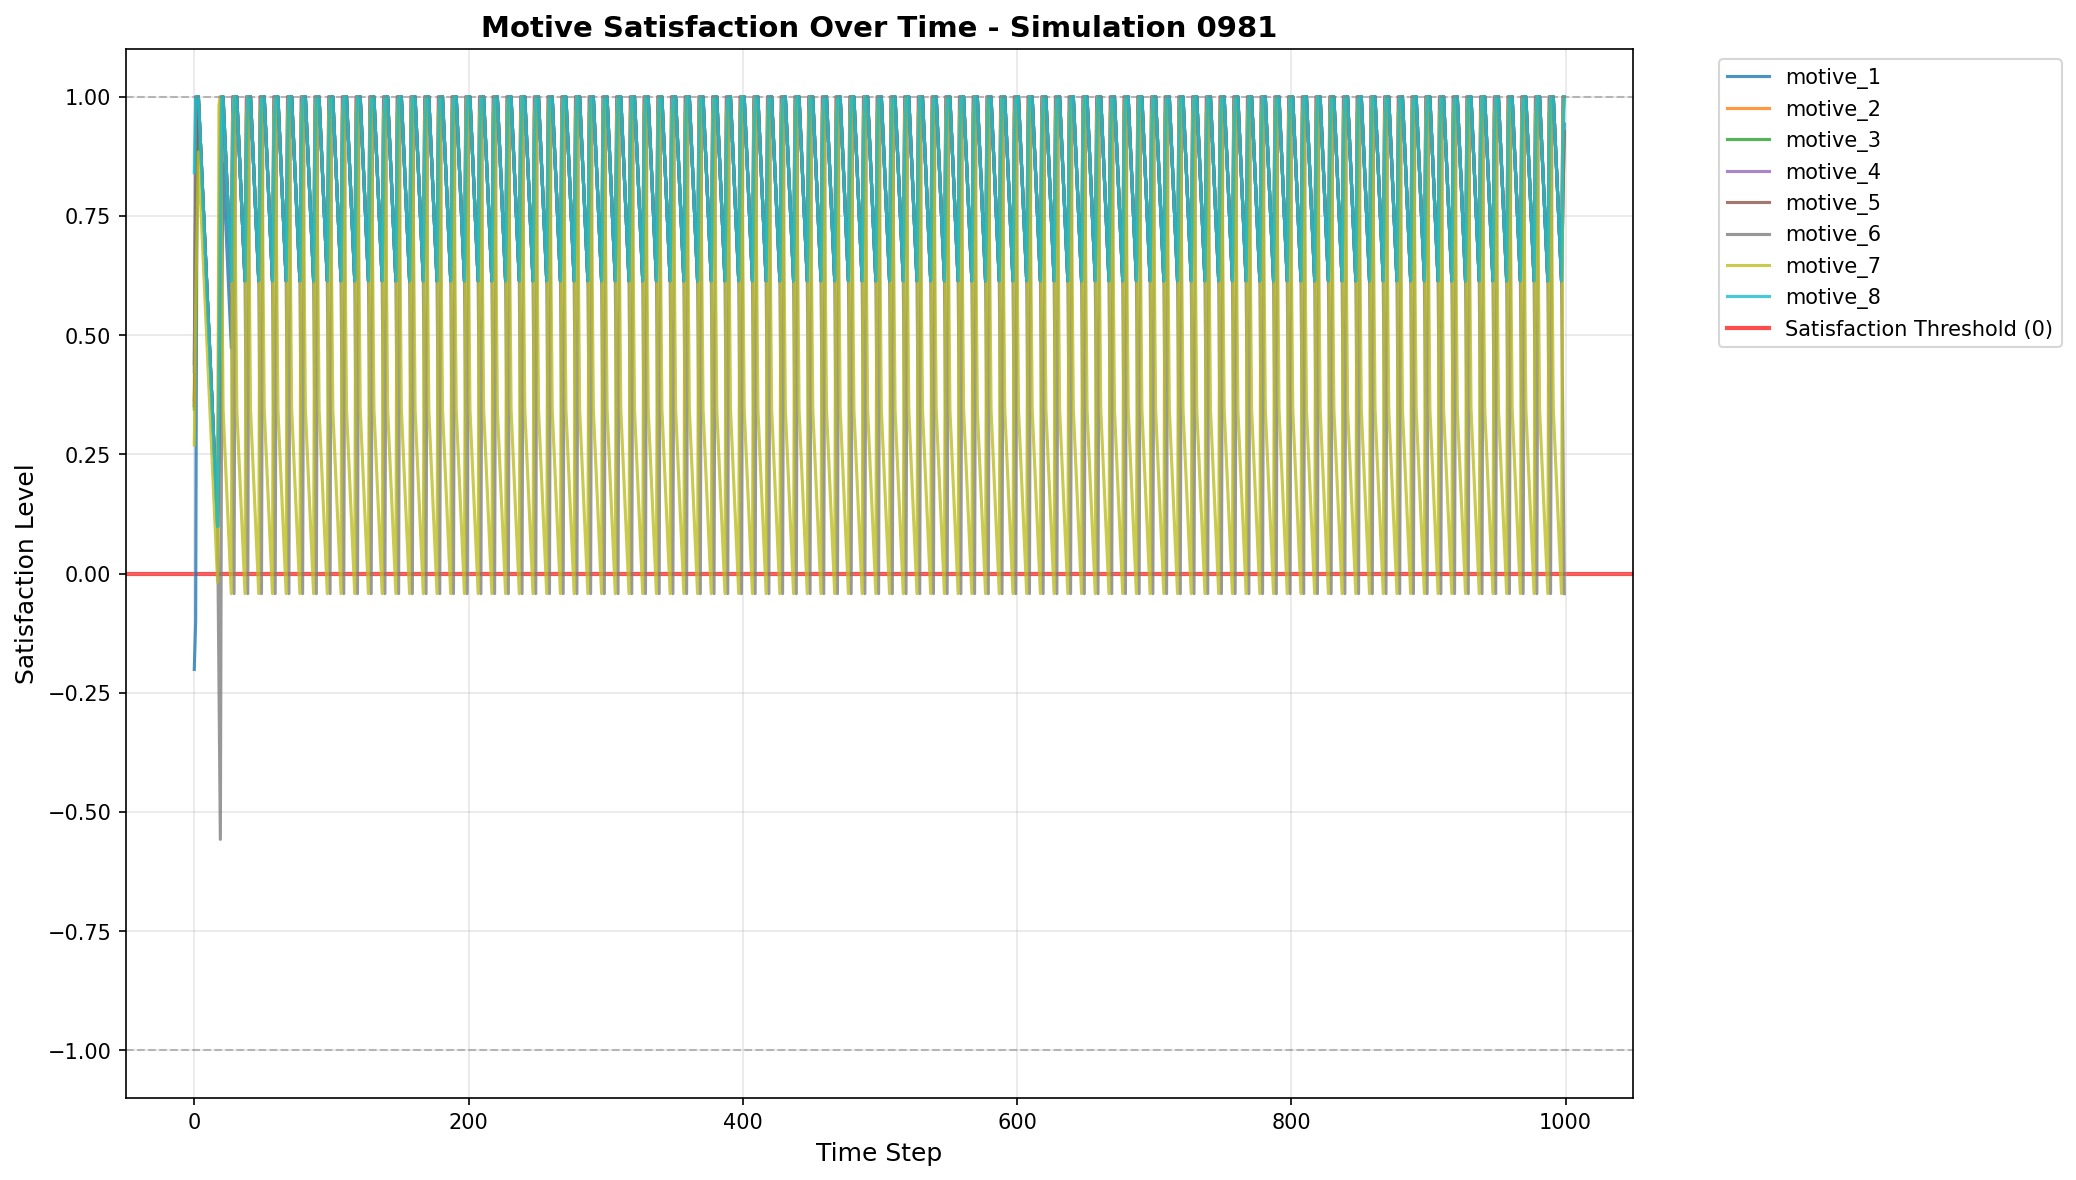 Motive Satisfaction Over Time - Simulation 0981
1.00
0.75
0.50
0.25
0.00
−0.25
−0.50
−0.75
−1.00
Satisfaction Level
0
200
400
600
800
1000
Time Step
motive_1
motive_2
motive_3
motive_4
motive_5
motive_6
motive_7
motive_8
Satisfaction Threshold (0)